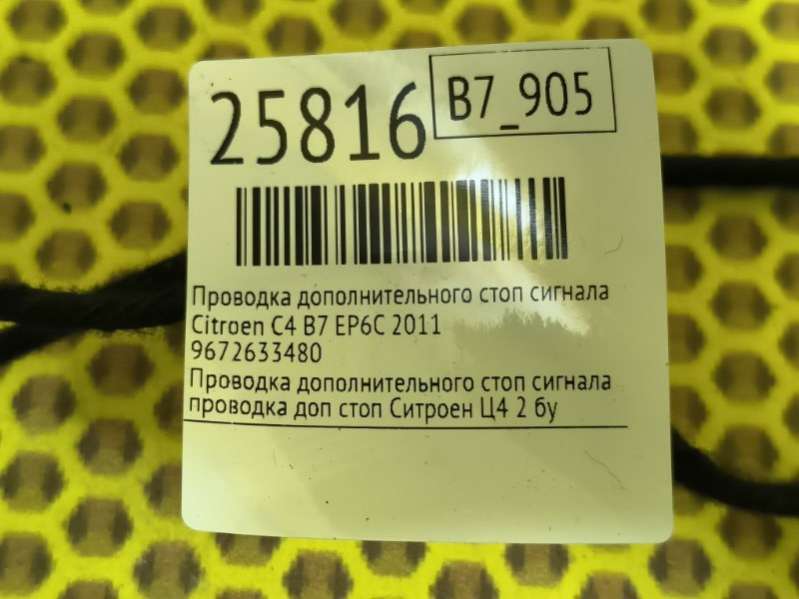 25816
B7_905
Проводка дополнительного стоп сигнала
Citroen C4 B7 EP6C 2011
9672633480
Проводка дополнительного стоп сигнала
проводка доп стоп Ситроен Ц4 2 бу